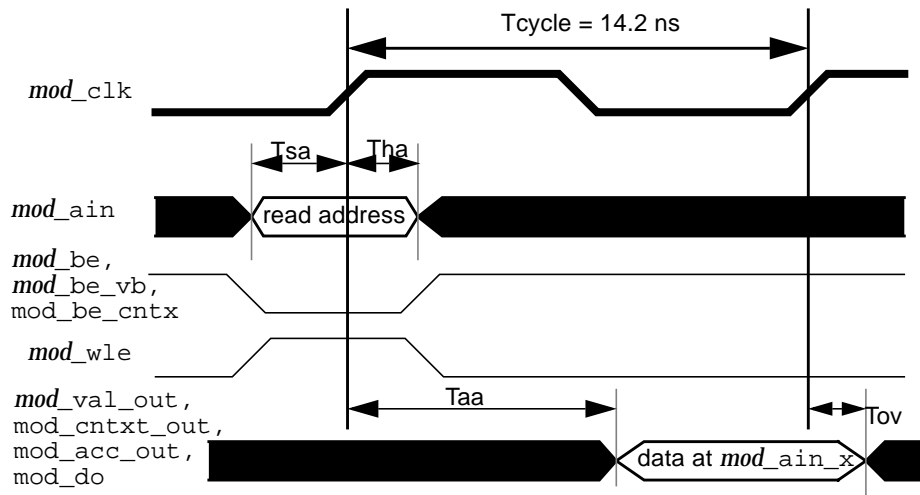 Tcycle = 14.2 ns
mod_clk
Tsa
Tha
mod_ain
read address
mod_be,
mod_be_vb,
mod_be_cntx
mod_wle
mod_val_out,
Taa
mod_cntxt_out,
Tov
mod_acc_out,
data at mod_ain_x
mod_do